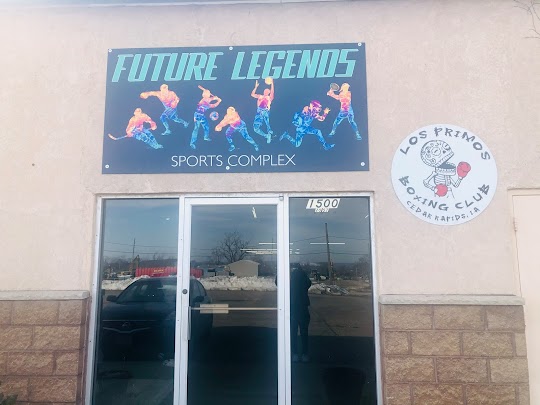 FUTURE LEGENDS
SPORTS COMPLEX
1500
LOS PRIMOS
BOXING CLUB
CEDAR RAPIDS, IA